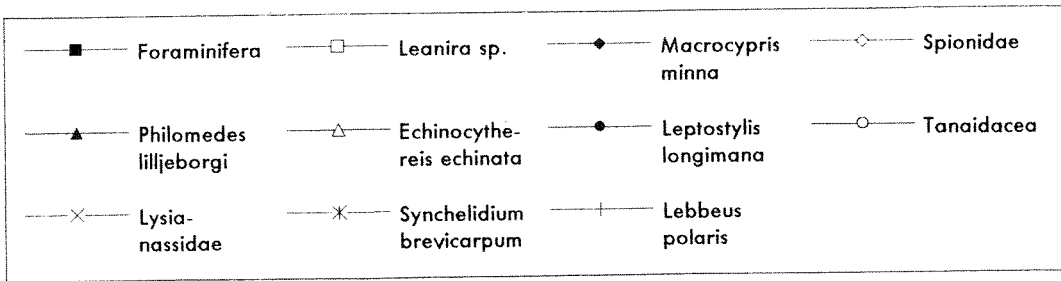 Foraminifera
Leanira sp.
Macrocypris
minna
Spionidae
Philomedes
lilljeborgi
Echinocythe-
reis echinata
Leptostylis
longimana
Tanaidacea
Lysia-
nassidae
Synchelidium
brevicarpum
Lebbeus
polaris